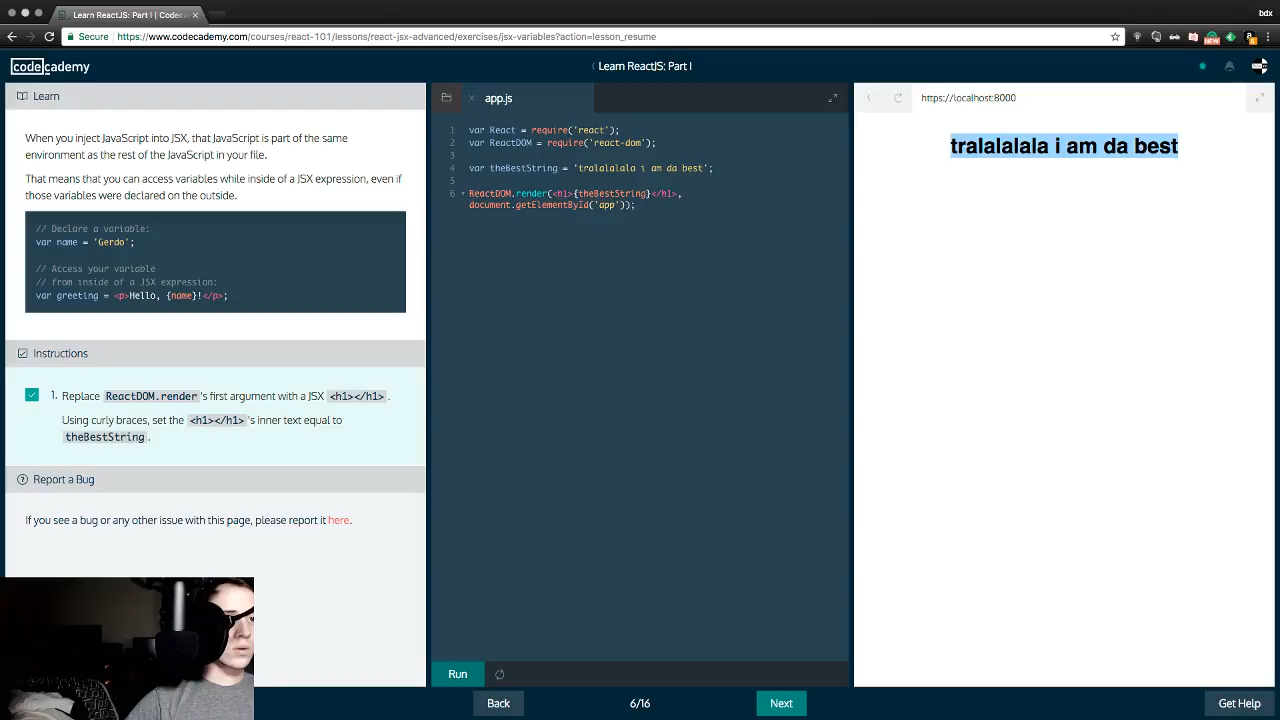 Learn ReactJS: Part I | Codec
bdx
Secure
https://www.codecademy.com/courses/react-101/lessons/react-jsx-advanced/exercises/jsx-variables?action=lesson_resume
codecademy
Learn ReactJS: Part I
Learn
When you inject JavaScript into JSX, that JavaScript is part of the same
environment as the rest of the JavaScript in your file.
That means that you can access variables while inside of a JSX expression, even if
those variables were declared on the outside.
// Declare a variable:
var name = 'Gerdo';
// Access your variable
// from inside of a JSX expression:
var greeting = <p>Hello, {name}!</p>;
Instructions
1. Replace ReactDOM.render's first argument with a JSX <h1></h1>.
Using curly braces, set the <h1></h1>'s inner text equal to
theBestString.
Report a Bug
If you see a bug or any other issue with this page, please report it here.
app.js
1 var React = require('react');
2 var ReactDOM = require('react-dom');
3
4 var theBestString = 'tralalalala i am da best';
5
6 ReactDOM.render(<h1>{theBestString}</h1>,
document.getElementById('app'));
Run
https://localhost:8000
tralalalala i am da best
Back
6/16
Next
Get Help